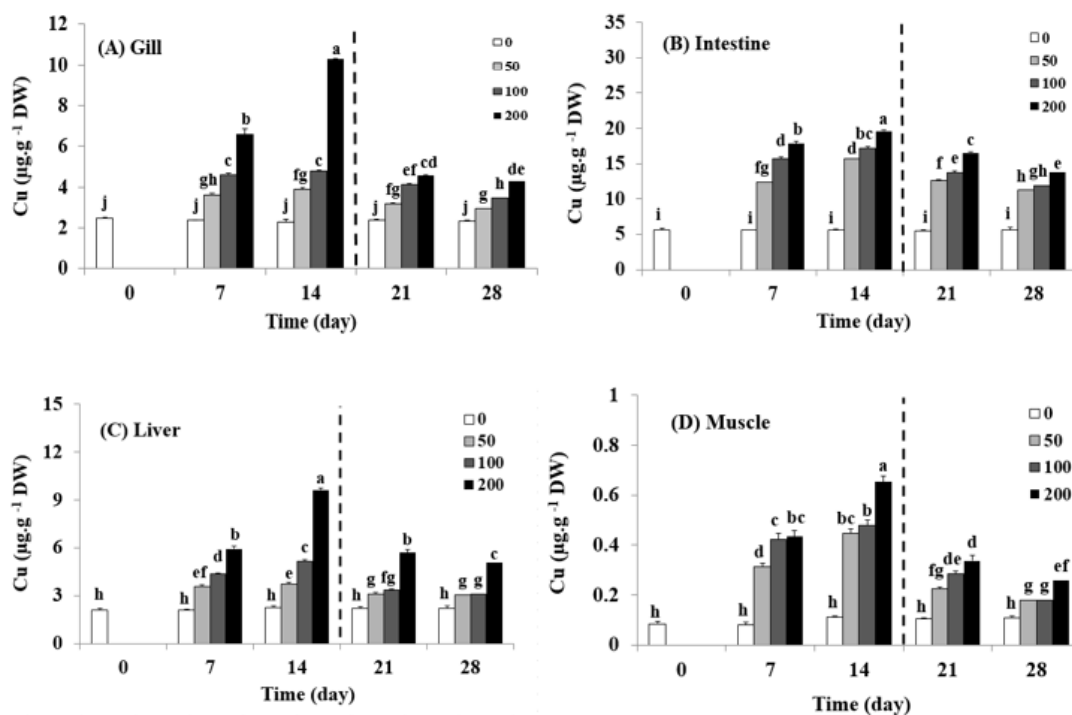 (A) Gill
Cu (µg.g⁻¹ DW)
12
10
8
6
4
2
0
0
50
100
200
j
j gh c b
j fg c a
j fg ef cd
j g h de
0 7 14 21 28
Time (day)
(B) Intestine
Cu (µg.g⁻¹ DW)
35
30
25
20
15
10
5
0
0
50
100
200
i
i fg d b
i d bc a
i f e c
i h gh e
0 7 14 21 28
Time (day)
(C) Liver
Cu (µg.g⁻¹ DW)
15
12
9
6
3
0
0
50
100
200
h
h ef d b
h e c a
h g fg b
h g g c
0 7 14 21 28
Time (day)
(D) Muscle
Cu (µg.g⁻¹ DW)
1
0.8
0.6
0.4
0.2
0
0
50
100
200
h
h d c bc
h bc b a
h fg de d
h g g ef
0 7 14 21 28
Time (day)